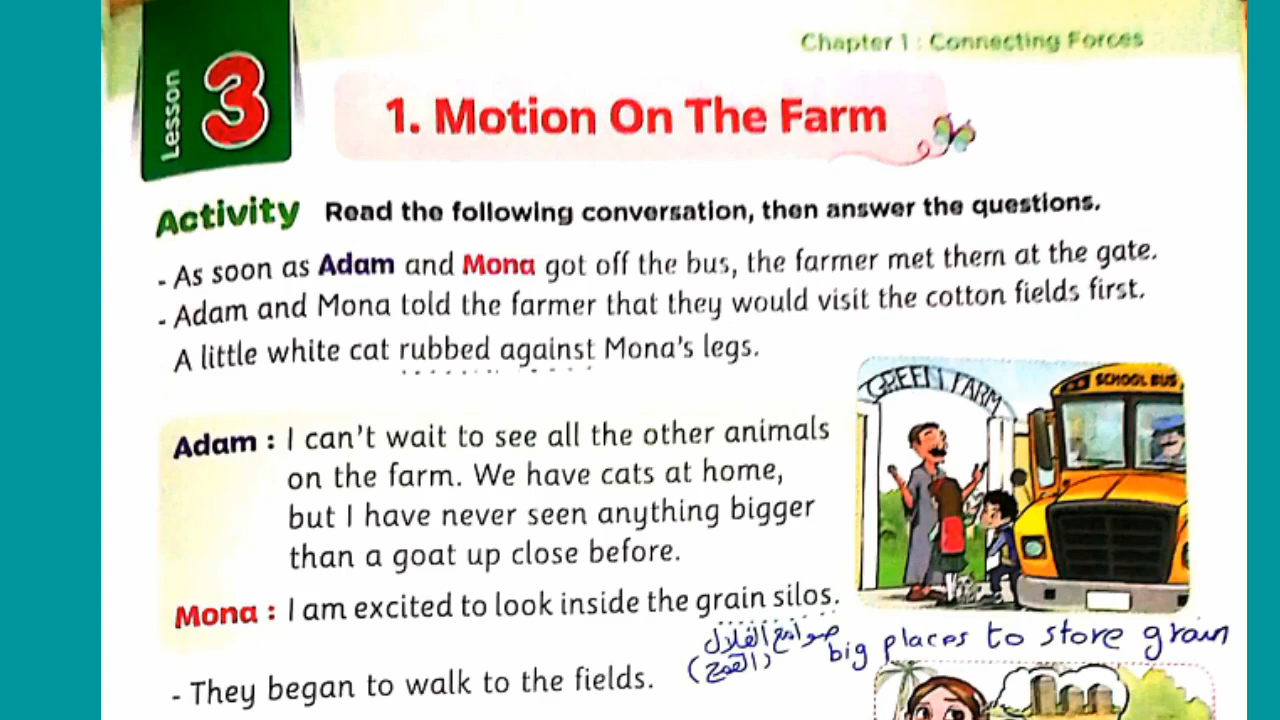 Lesson 3
Chapter 1 : Connecting Forces
1. Motion On The Farm
Activity Read the following conversation, then answer the questions.
- As soon as Adam and Mona got off the bus, the farmer met them at the gate.
- Adam and Mona told the farmer that they would visit the cotton fields first.
A little white cat rubbed against Mona's legs.
GREEN FARM
SCHOOL BUS
Adam : I can't wait to see all the other animals
on the farm. We have cats at home,
but I have never seen anything bigger
than a goat up close before.
Mona : I am excited to look inside the grain silos.
صوامع الغلال
(القمح)
big places to store grain
- They began to walk to the fields.